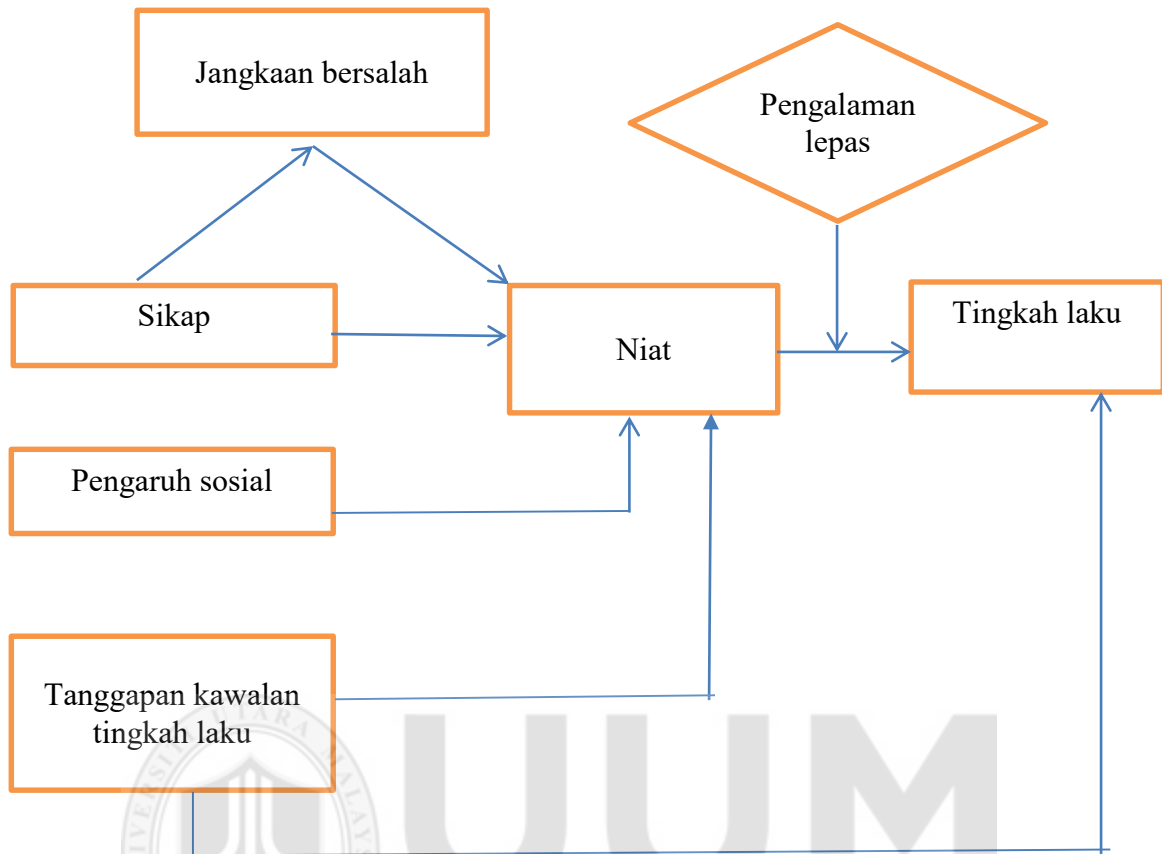 Jangkaan bersalah
Pengalaman
lepas
Sikap
Niat
Tingkah laku
Pengaruh sosial
Tanggapan kawalan
tingkah laku
UUM